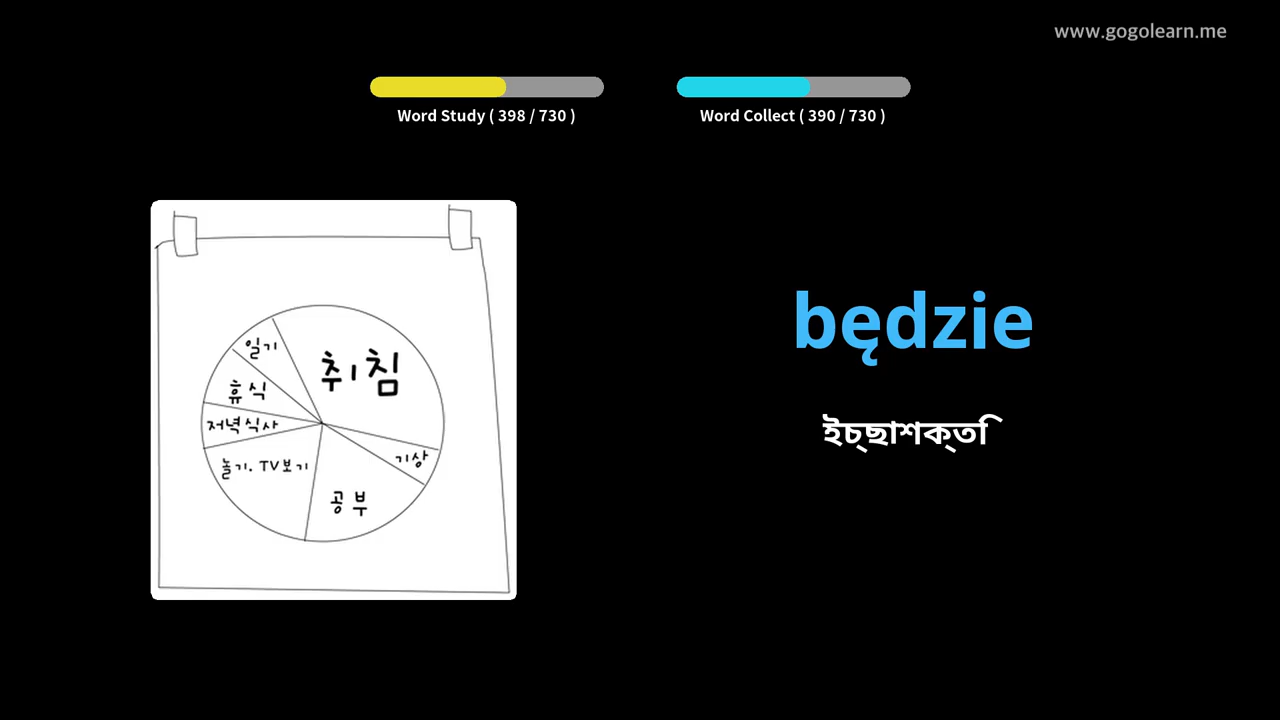 www.gogolearn.me
Word Study ( 398 / 730 )
Word Collect ( 390 / 730 )
일기
취침
휴식
저녁식사
놀기. TV보기
기상
공부
będzie
ইচ্ছাশক্তি